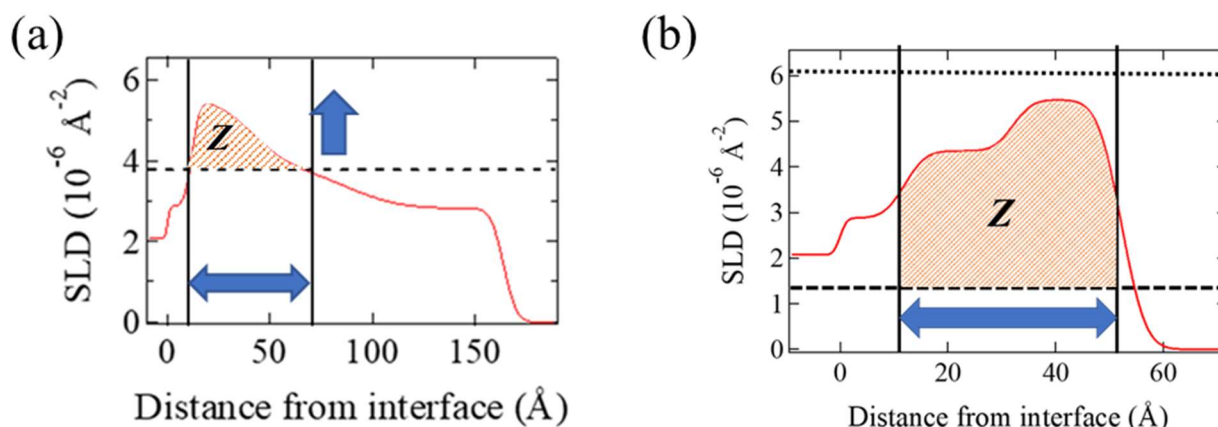 (a)
SLD (10⁻⁶ Å⁻²)
6
4
2
0
Z
0 50 100 150
Distance from interface (Å)
(b)
SLD (10⁻⁶ Å⁻²)
6
5
4
3
2
1
0
Z
0 20 40 60
Distance from interface (Å)